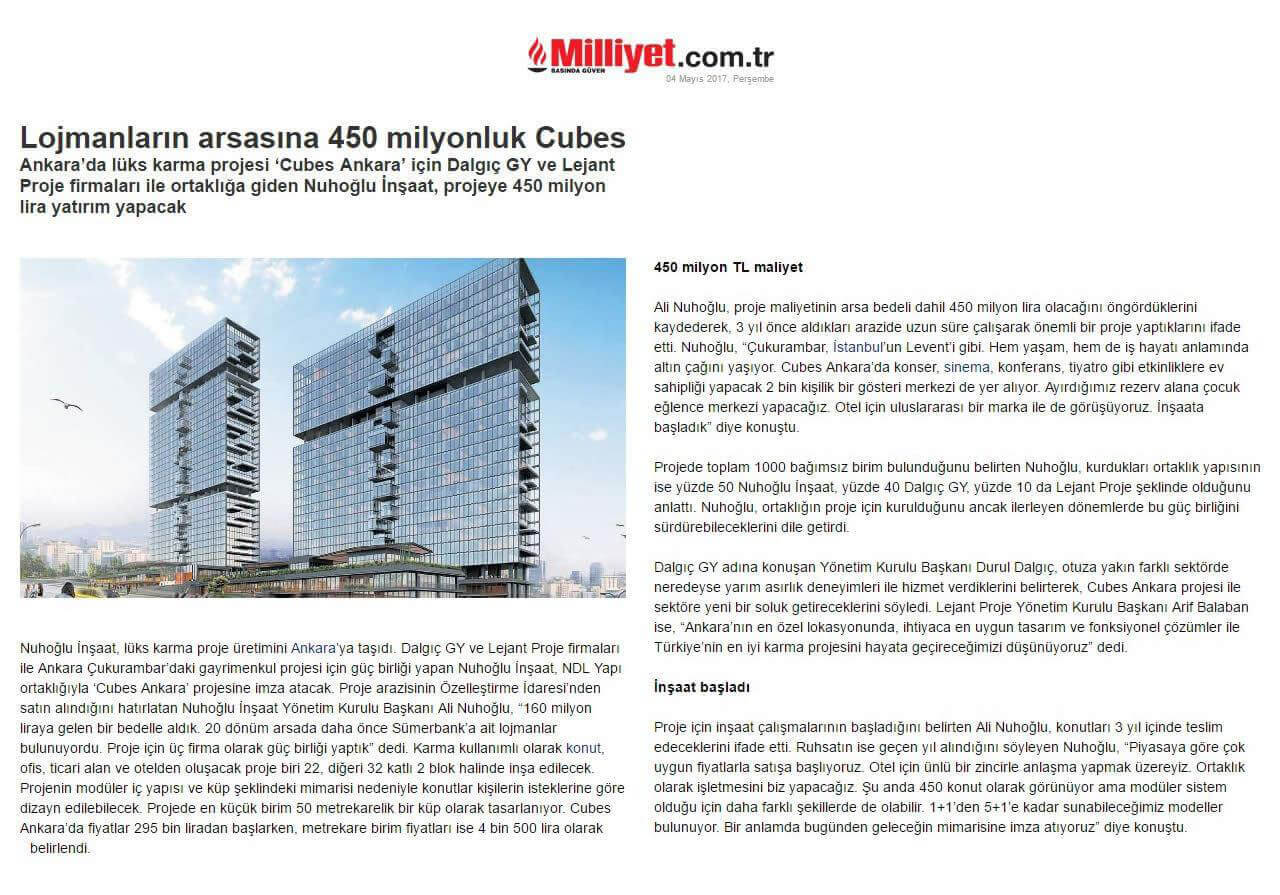 Milliyet.com.tr
BASINDA GÜVEN
04 Mayıs 2017, Perşembe
Lojmanların arsasına 450 milyonluk Cubes
Ankara’da lüks karma projesi ‘Cubes Ankara’ için Dalgıç GY ve Lejant
Proje firmaları ile ortaklığa giden Nuhoğlu İnşaat, projeye 450 milyon
lira yatırım yapacak
Nuhoğlu İnşaat, lüks karma proje üretimini Ankara’ya taşıdı. Dalgıç GY ve Lejant Proje firmaları
ile Ankara Çukurambar’daki gayrimenkul projesi için güç birliği yapan Nuhoğlu İnşaat, NDL Yapı
ortaklığıyla ‘Cubes Ankara’ projesine imza atacak. Proje arazisinin Özelleştirme İdaresi’nden
satın alındığını hatırlatan Nuhoğlu İnşaat Yönetim Kurulu Başkanı Ali Nuhoğlu, “160 milyon
liraya gelen bir bedelle aldık. 20 dönüm arsada daha önce Sümerbank’a ait lojmanlar
bulunuyordu. Proje için üç firma olarak güç birliği yaptık” dedi. Karma kullanımlı olarak konut,
ofis, ticari alan ve otelden oluşacak proje biri 22, diğeri 32 katlı 2 blok halinde inşa edilecek.
Projenin modüler iç yapısı ve küp şeklindeki mimarisi nedeniyle konutlar kişilerin isteklerine göre
dizayn edilebilecek. Projede en küçük birim 50 metrekarelik bir küp olarak tasarlanıyor. Cubes
Ankara’da fiyatlar 295 bin liradan başlarken, metrekare birim fiyatları ise 4 bin 500 lira olarak
belirlendi.
450 milyon TL maliyet
Ali Nuhoğlu, proje maliyetinin arsa bedeli dahil 450 milyon lira olacağını öngördüklerini
kaydederek, 3 yıl önce aldıkları arazide uzun süre çalışarak önemli bir proje yaptıklarını ifade
etti. Nuhoğlu, “Çukurambar, İstanbul’un Levent’i gibi. Hem yaşam, hem de iş hayatı anlamında
altın çağını yaşıyor. Cubes Ankara’da konser, sinema, konferans, tiyatro gibi etkinliklere ev
sahipliği yapacak 2 bin kişilik bir gösteri merkezi de yer alıyor. Ayırdığımız rezerv alana çocuk
eğlence merkezi yapacağız. Otel için uluslararası bir marka ile de görüşüyoruz. İnşaata
başladık” diye konuştu.
Projede toplam 1000 bağımsız birim bulunduğunu belirten Nuhoğlu, kurdukları ortaklık yapısının
ise yüzde 50 Nuhoğlu İnşaat, yüzde 40 Dalgıç GY, yüzde 10 da Lejant Proje şeklinde olduğunu
anlattı. Nuhoğlu, ortaklığın proje için kurulduğunu ancak ilerleyen dönemlerde bu güç birliğini
sürdürebileceklerini dile getirdi.
Dalgıç GY adına konuşan Yönetim Kurulu Başkanı Durul Dalgıç, otuza yakın farklı sektörde
neredeyse yarım asırlık deneyimleri ile hizmet verdiklerini belirterek, Cubes Ankara projesi ile
sektöre yeni bir soluk getireceklerini söyledi. Lejant Proje Yönetim Kurulu Başkanı Arif Balaban
ise, “Ankara’nın en özel lokasyonunda, ihtiyaca en uygun tasarım ve fonksiyonel çözümler ile
Türkiye’nin en iyi karma projesini hayata geçireceğimizi düşünüyoruz” dedi.
İnşaat başladı
Proje için inşaat çalışmalarının başladığını belirten Ali Nuhoğlu, konutları 3 yıl içinde teslim
edeceklerini ifade etti. Ruhsatın ise geçen yıl alındığını söyleyen Nuhoğlu, “Piyasaya göre çok
uygun fiyatlarla satışa başlıyoruz. Otel için ünlü bir zincirle anlaşma yapmak üzereyiz. Ortaklık
olarak işletmesini biz yapacağız. Şu anda 450 konut olarak görünüyor ama modüler sistem
olduğu için daha farklı şekillerde de olabilir. 1+1’den 5+1’e kadar sunabileceğimiz modeller
bulunuyor. Bir anlamda bugünden geleceğin mimarisine imza atıyoruz” diye konuştu.